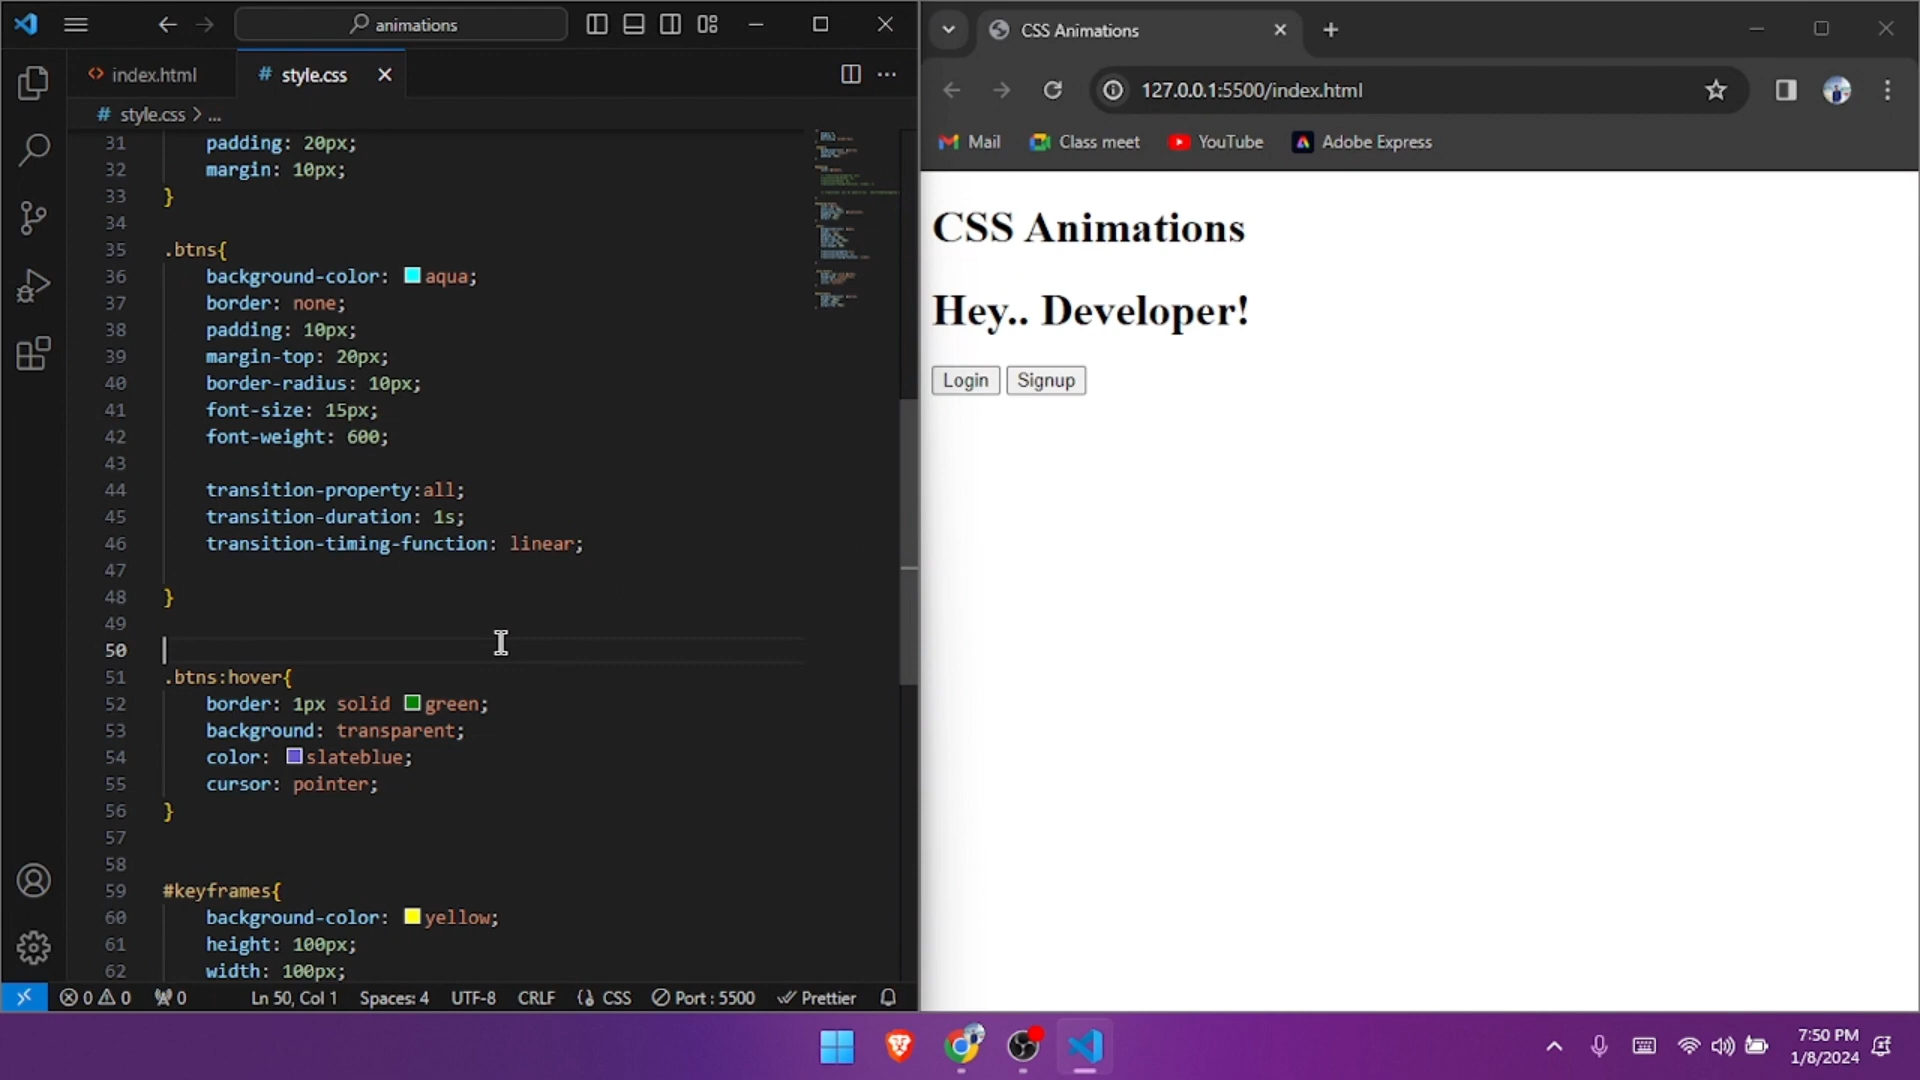 animations
index.html
# style.css
# style.css > ...
31 padding: 20px;
32 margin: 10px;
33 }
34
35 .btns{
36 background-color: aqua;
37 border: none;
38 padding: 10px;
39 margin-top: 20px;
40 border-radius: 10px;
41 font-size: 15px;
42 font-weight: 600;
43
44 transition-property:all;
45 transition-duration: 1s;
46 transition-timing-function: linear;
47
48 }
49
50
51 .btns:hover{
52 border: 1px solid green;
53 background: transparent;
54 color: slateblue;
55 cursor: pointer;
56 }
57
58
59 #keyframes{
60 background-color: yellow;
61 height: 100px;
62 width: 100px;
0 0 0 Ln 50, Col 1 Spaces: 4 UTF-8 CRLF CSS Port : 5500 Prettier
CSS Animations
127.0.0.1:5500/index.html
Mail Class meet YouTube Adobe Express
CSS Animations
Hey.. Developer!
Login Signup
7:50 PM
1/8/2024